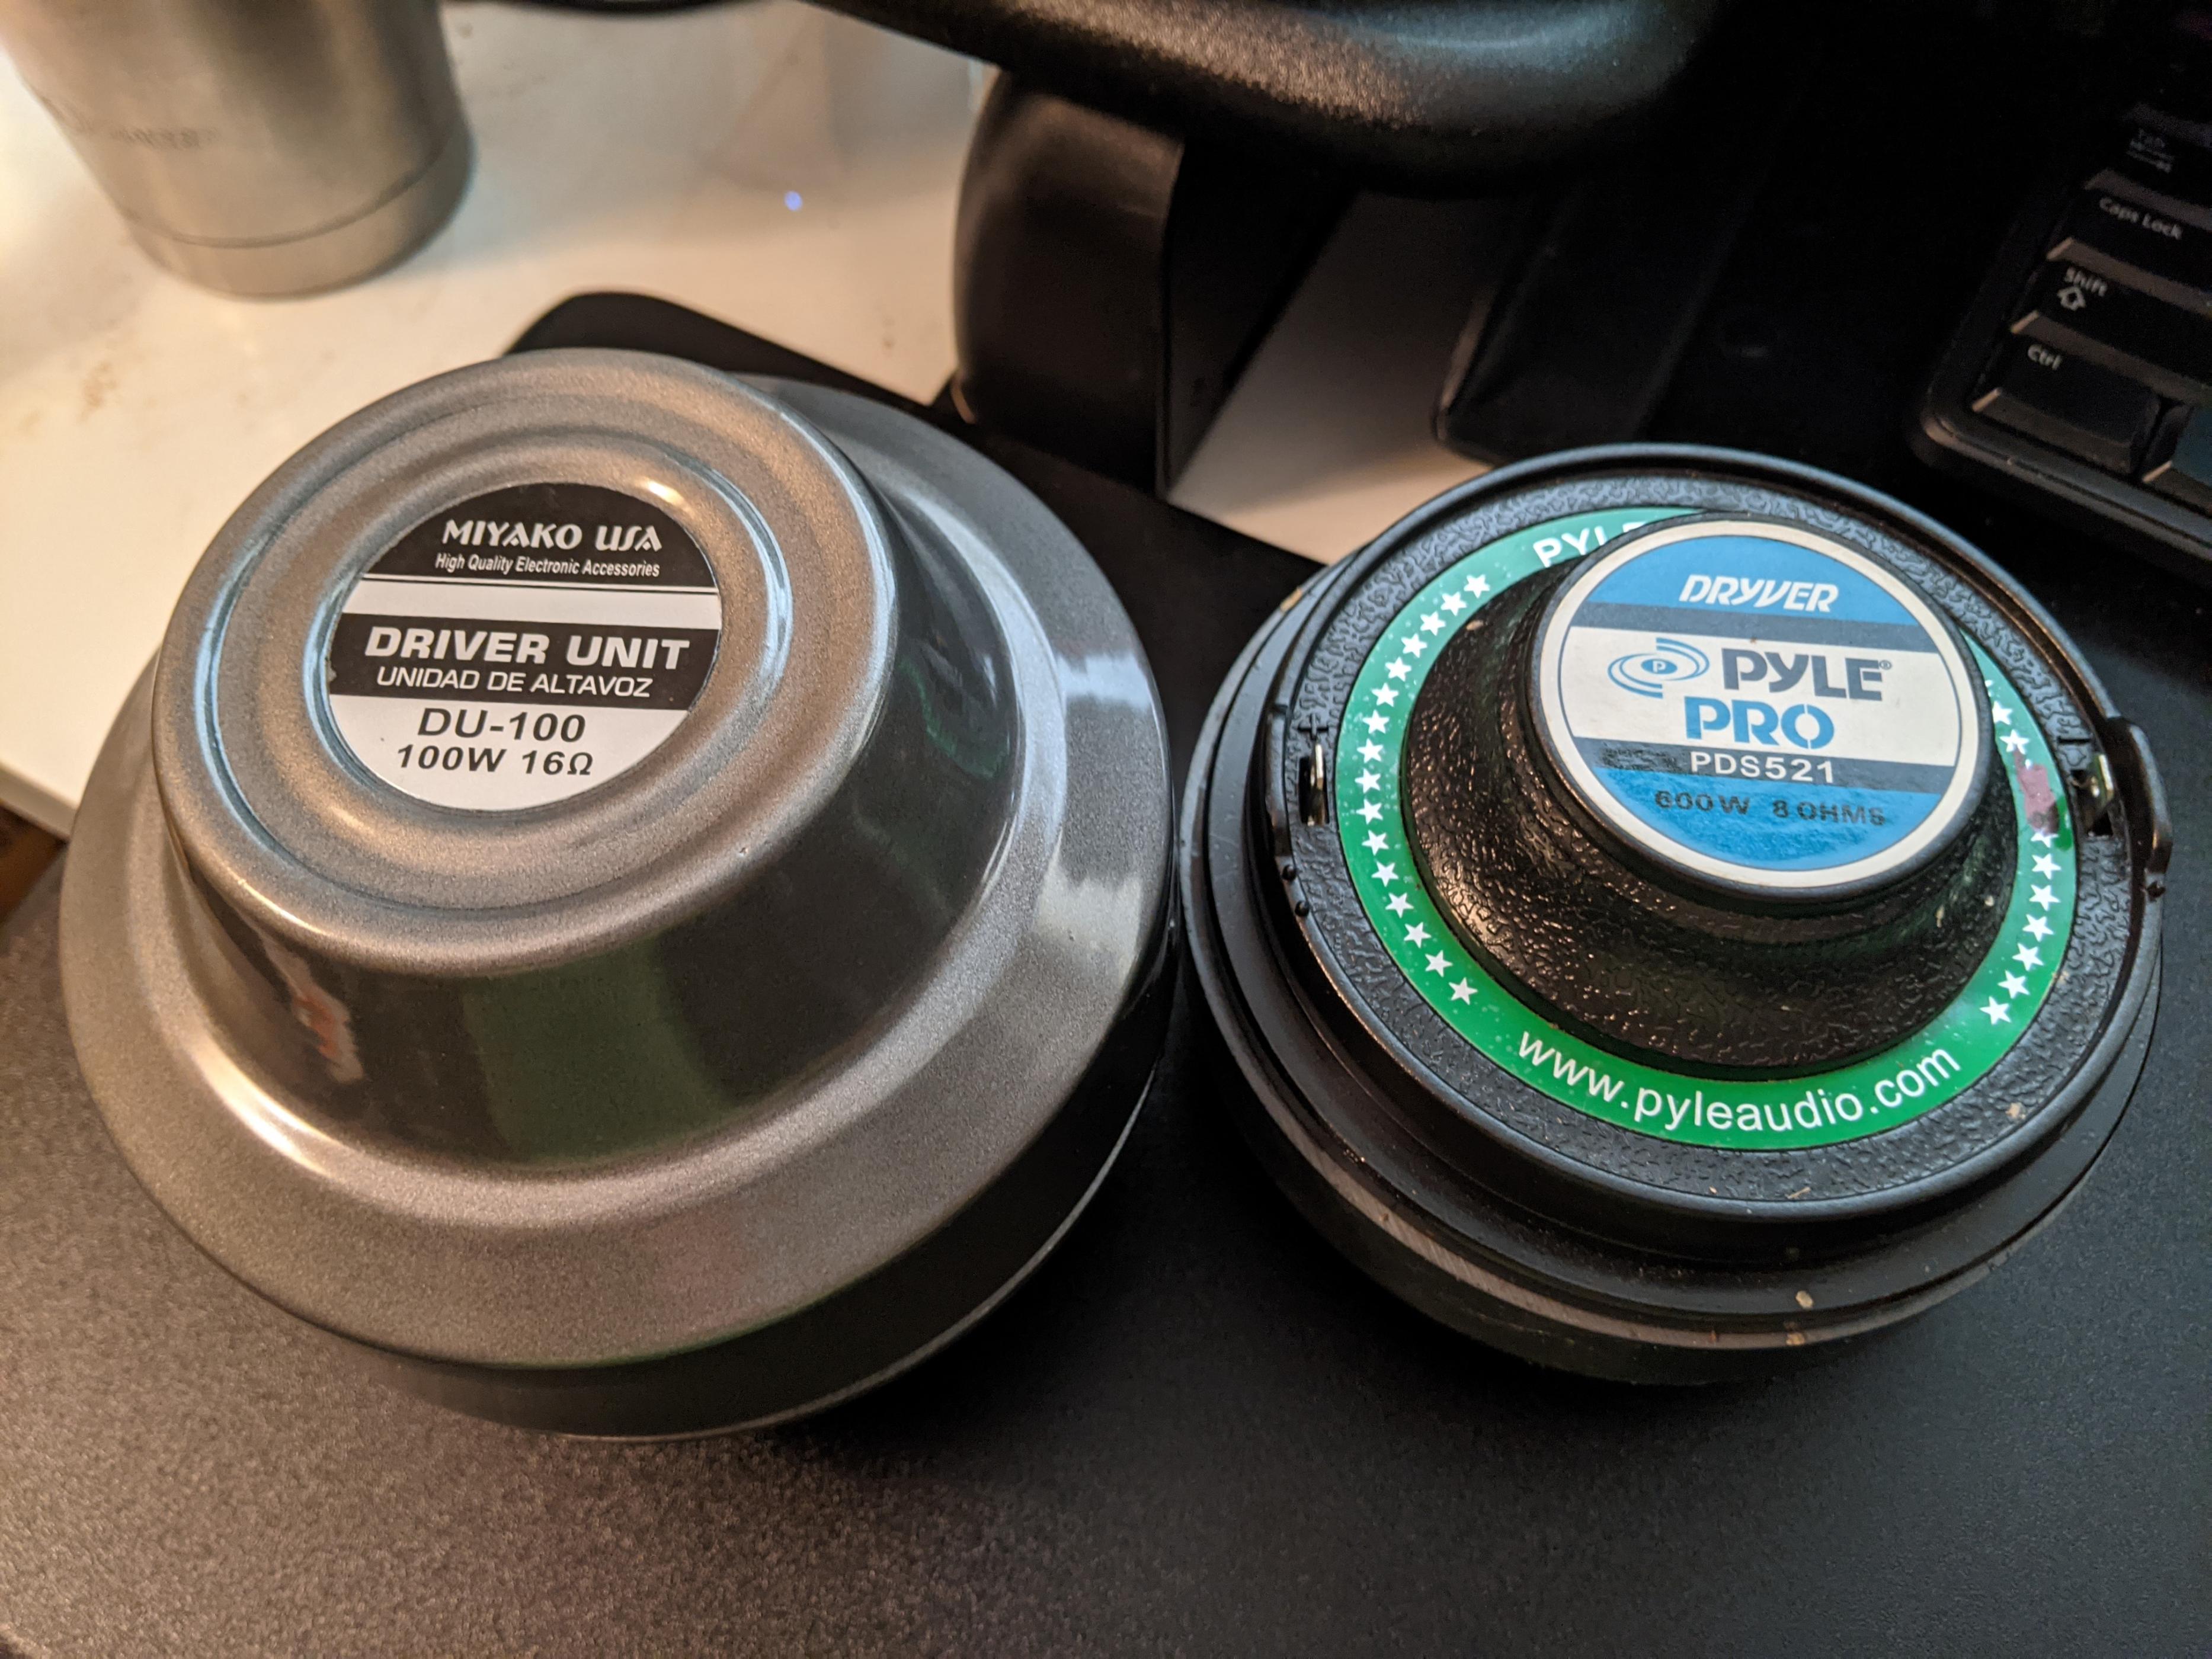 MIYAKO USA
High Quality Electronic Accessories
DRIVER UNIT
UNIDAD DE ALTAVOZ
DU-100
100W 16Ω
DRYVER
PYLE®
PRO
PDS521
600W 8 OHMS
www.pyleaudio.com
Caps Lock
Shift
Ctrl